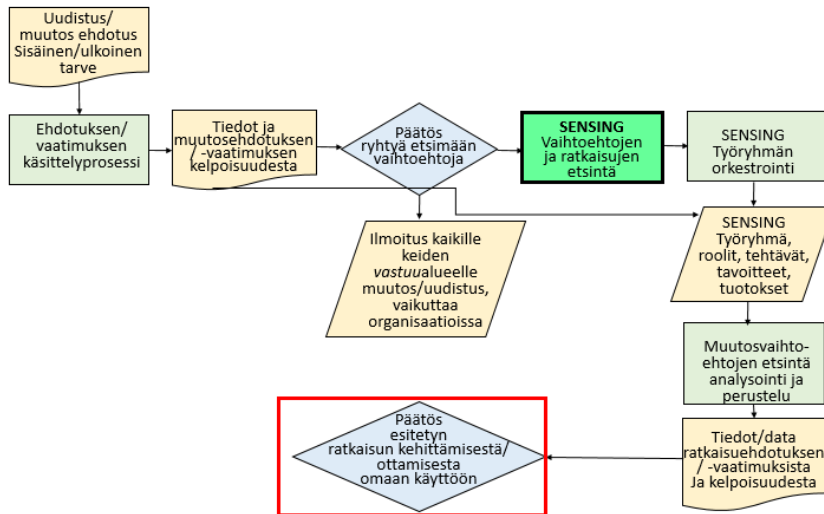 Uudistus/
muutos ehdotus
Sisäinen/ulkoinen
tarve
Ehdotuksen/
vaatimuksen
käsittelyprosessi
Tiedot ja
muutosehdotuksen
/ -vaatimuksen
kelpoisuudesta
Päätös
ryhtyä etsimään
vaihtoehtoja
SENSING
Vaihtoehtojen
ja ratkaisujen
etsintä
SENSING
Työryhmän
orkestrointi
Ilmoitus kaikille
keiden
vastuualueelle
muutos/uudistus,
vaikuttaa
organisaatioissa
SENSING
Työryhmä,
roolit, tehtävät,
tavoitteet,
tuotokset
Muutosvaihto-
ehtojen etsintä
analysointi ja
perustelu
Tiedot/data
ratkaisuehdotuksen
/ -vaatimuksista
Ja kelpoisuudesta
Päätös
esitetyn
ratkaisun kehittämisestä/
ottamisesta
omaan käyttöön